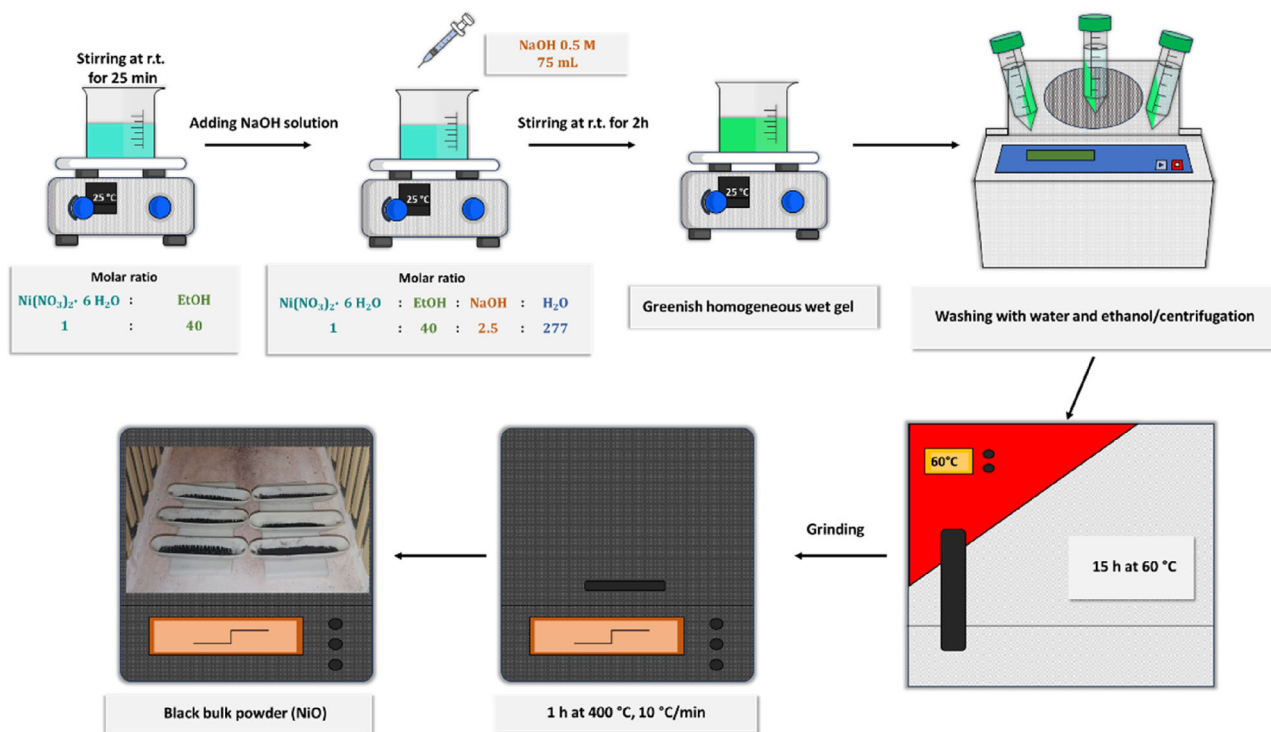 Stirring at r.t.
for 25 min
25 °C
Molar ratio
Ni(NO₃)₂· 6 H₂O : EtOH
1 : 40
Adding NaOH solution
NaOH 0.5 M
75 mL
25 °C
Molar ratio
Ni(NO₃)₂· 6 H₂O : EtOH : NaOH : H₂O
1 : 40 : 2.5 : 277
Stirring at r.t. for 2h
25 °C
Greenish homogeneous wet gel
Washing with water and ethanol/centrifugation
60°C
15 h at 60 °C
Grinding
1 h at 400 °C, 10 °C/min
Black bulk powder (NiO)